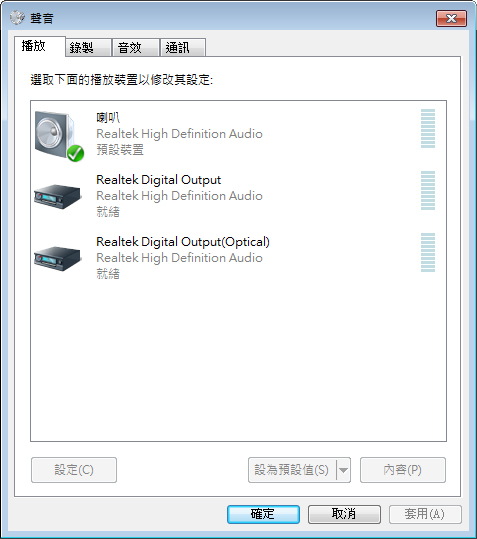 聲音
播放
錄製
音效
通訊
選取下面的播放裝置以修改其設定:
喇叭
Realtek High Definition Audio
預設裝置
Realtek Digital Output
Realtek High Definition Audio
就緒
Realtek Digital Output(Optical)
Realtek High Definition Audio
就緒
設定(C)
設為預設值(S)
內容(P)
確定
取消
套用(A)